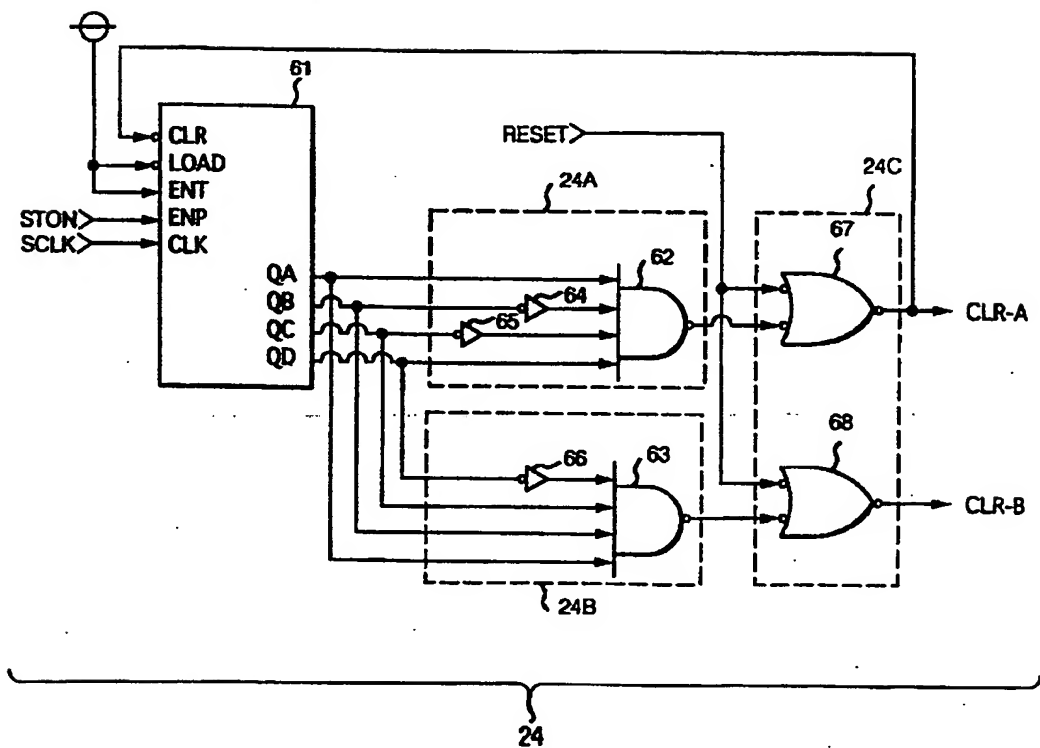 61
CLR
LOAD
ENT
STON ENP
SCLK CLK
QA
QB
QC
QD
RESET
24A
62
64
65
24C
67
CLR-A
66
63
68
CLR-B
24B
24